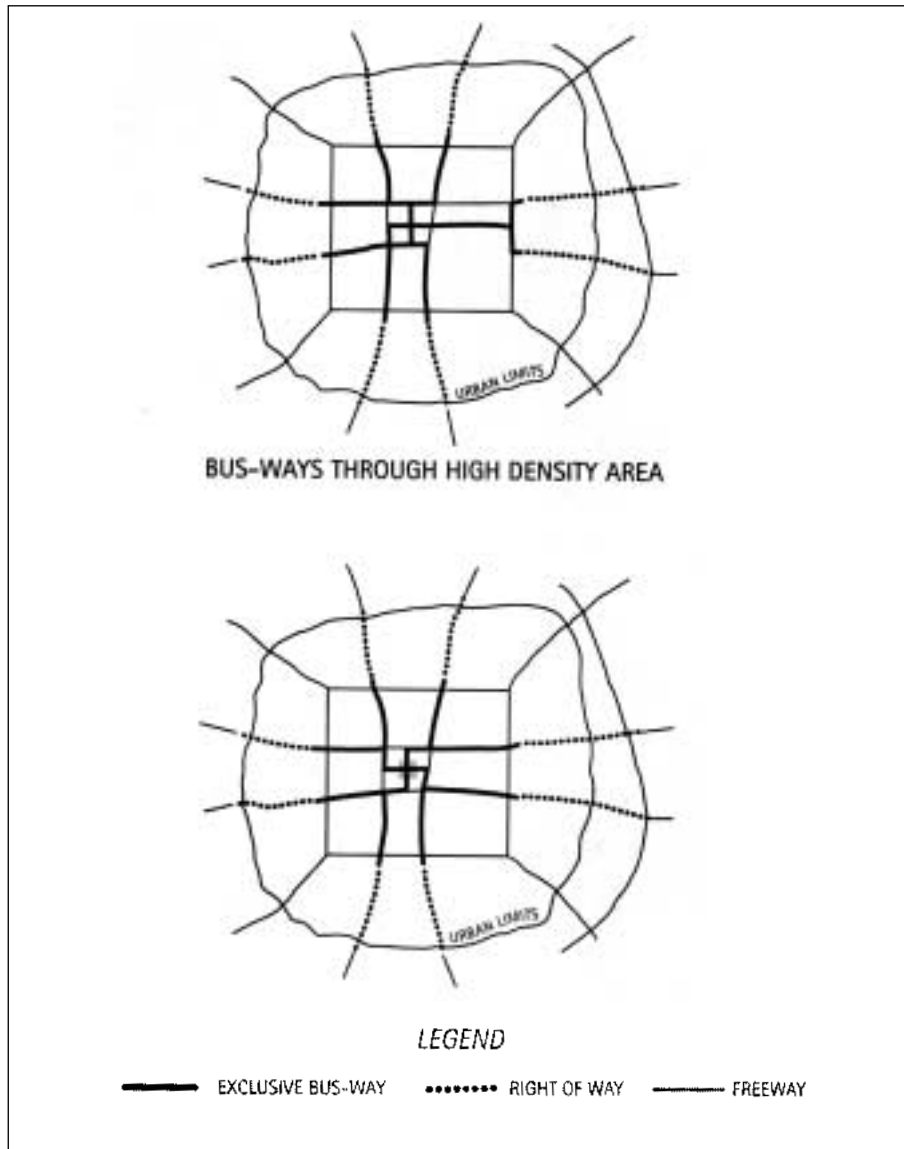 URBAN LIMITS
BUS-WAYS THROUGH HIGH DENSITY AREA
URBAN LIMITS
LEGEND
EXCLUSIVE BUS-WAY
RIGHT OF WAY
FREEWAY